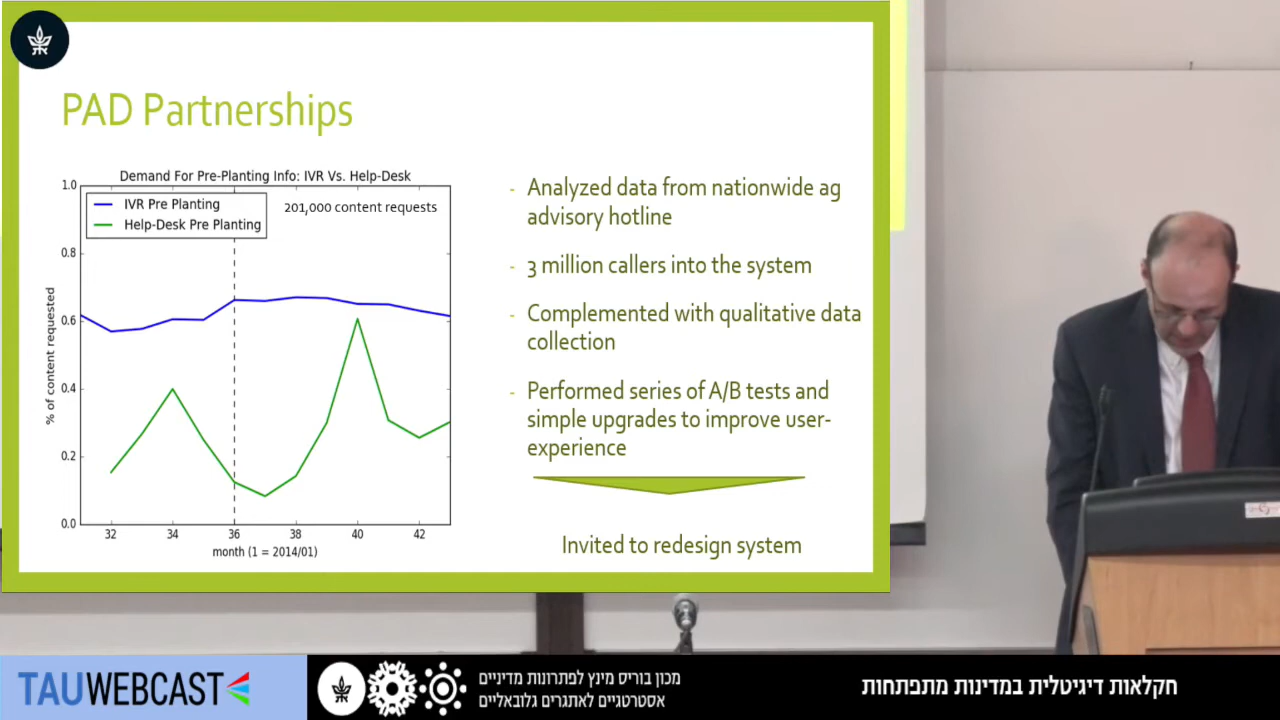 PAD Partnerships
Demand For Pre-Planting Info: IVR Vs. Help-Desk
IVR Pre Planting
Help-Desk Pre Planting
201,000 content requests
1.0
0.8
0.6
0.4
0.2
0.0
% of content requested
32 34 36 38 40 42
month (1 = 2014/01)
- Analyzed data from nationwide ag
advisory hotline
- 3 million callers into the system
- Complemented with qualitative data
collection
- Performed series of A/B tests and
simple upgrades to improve user-
experience
Invited to redesign system
TAUWEBCAST
מכון בוריס מינץ לפתרונות מדיניים
אסטרטגיים לאתגרים גלובאליים
חקלאות דיגיטלית במדינות מתפתחות